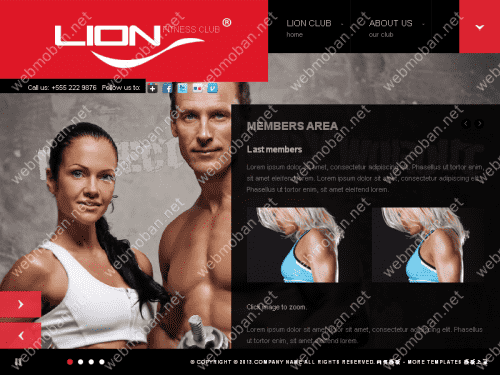 LION FITNESS CLUB ®
LION CLUB
home
ABOUT US
our club
Call us: +555 222 9876 Follow us to:
MEMBERS AREA
Last members
Lorem ipsum dolor sit amet, consectetur adipiscing elit. Phasellus ut tortor enim,
sit amet eleifend lorem. Lorem ipsum dolor sit amet, consectetur adipiscing elit.
Phasellus ut tortor enim, sit amet eleifend lorem.
Click image to zoom.
Lorem ipsum dolor sit amet, consectetur adipiscing elit. Phasellus ut tortor
enim, sit amet eleifend lorem.
© COPYRIGHT © 2013.COMPANY NAME ALL RIGHTS RESERVED. - MORE TEMPLATES
webmoban.net